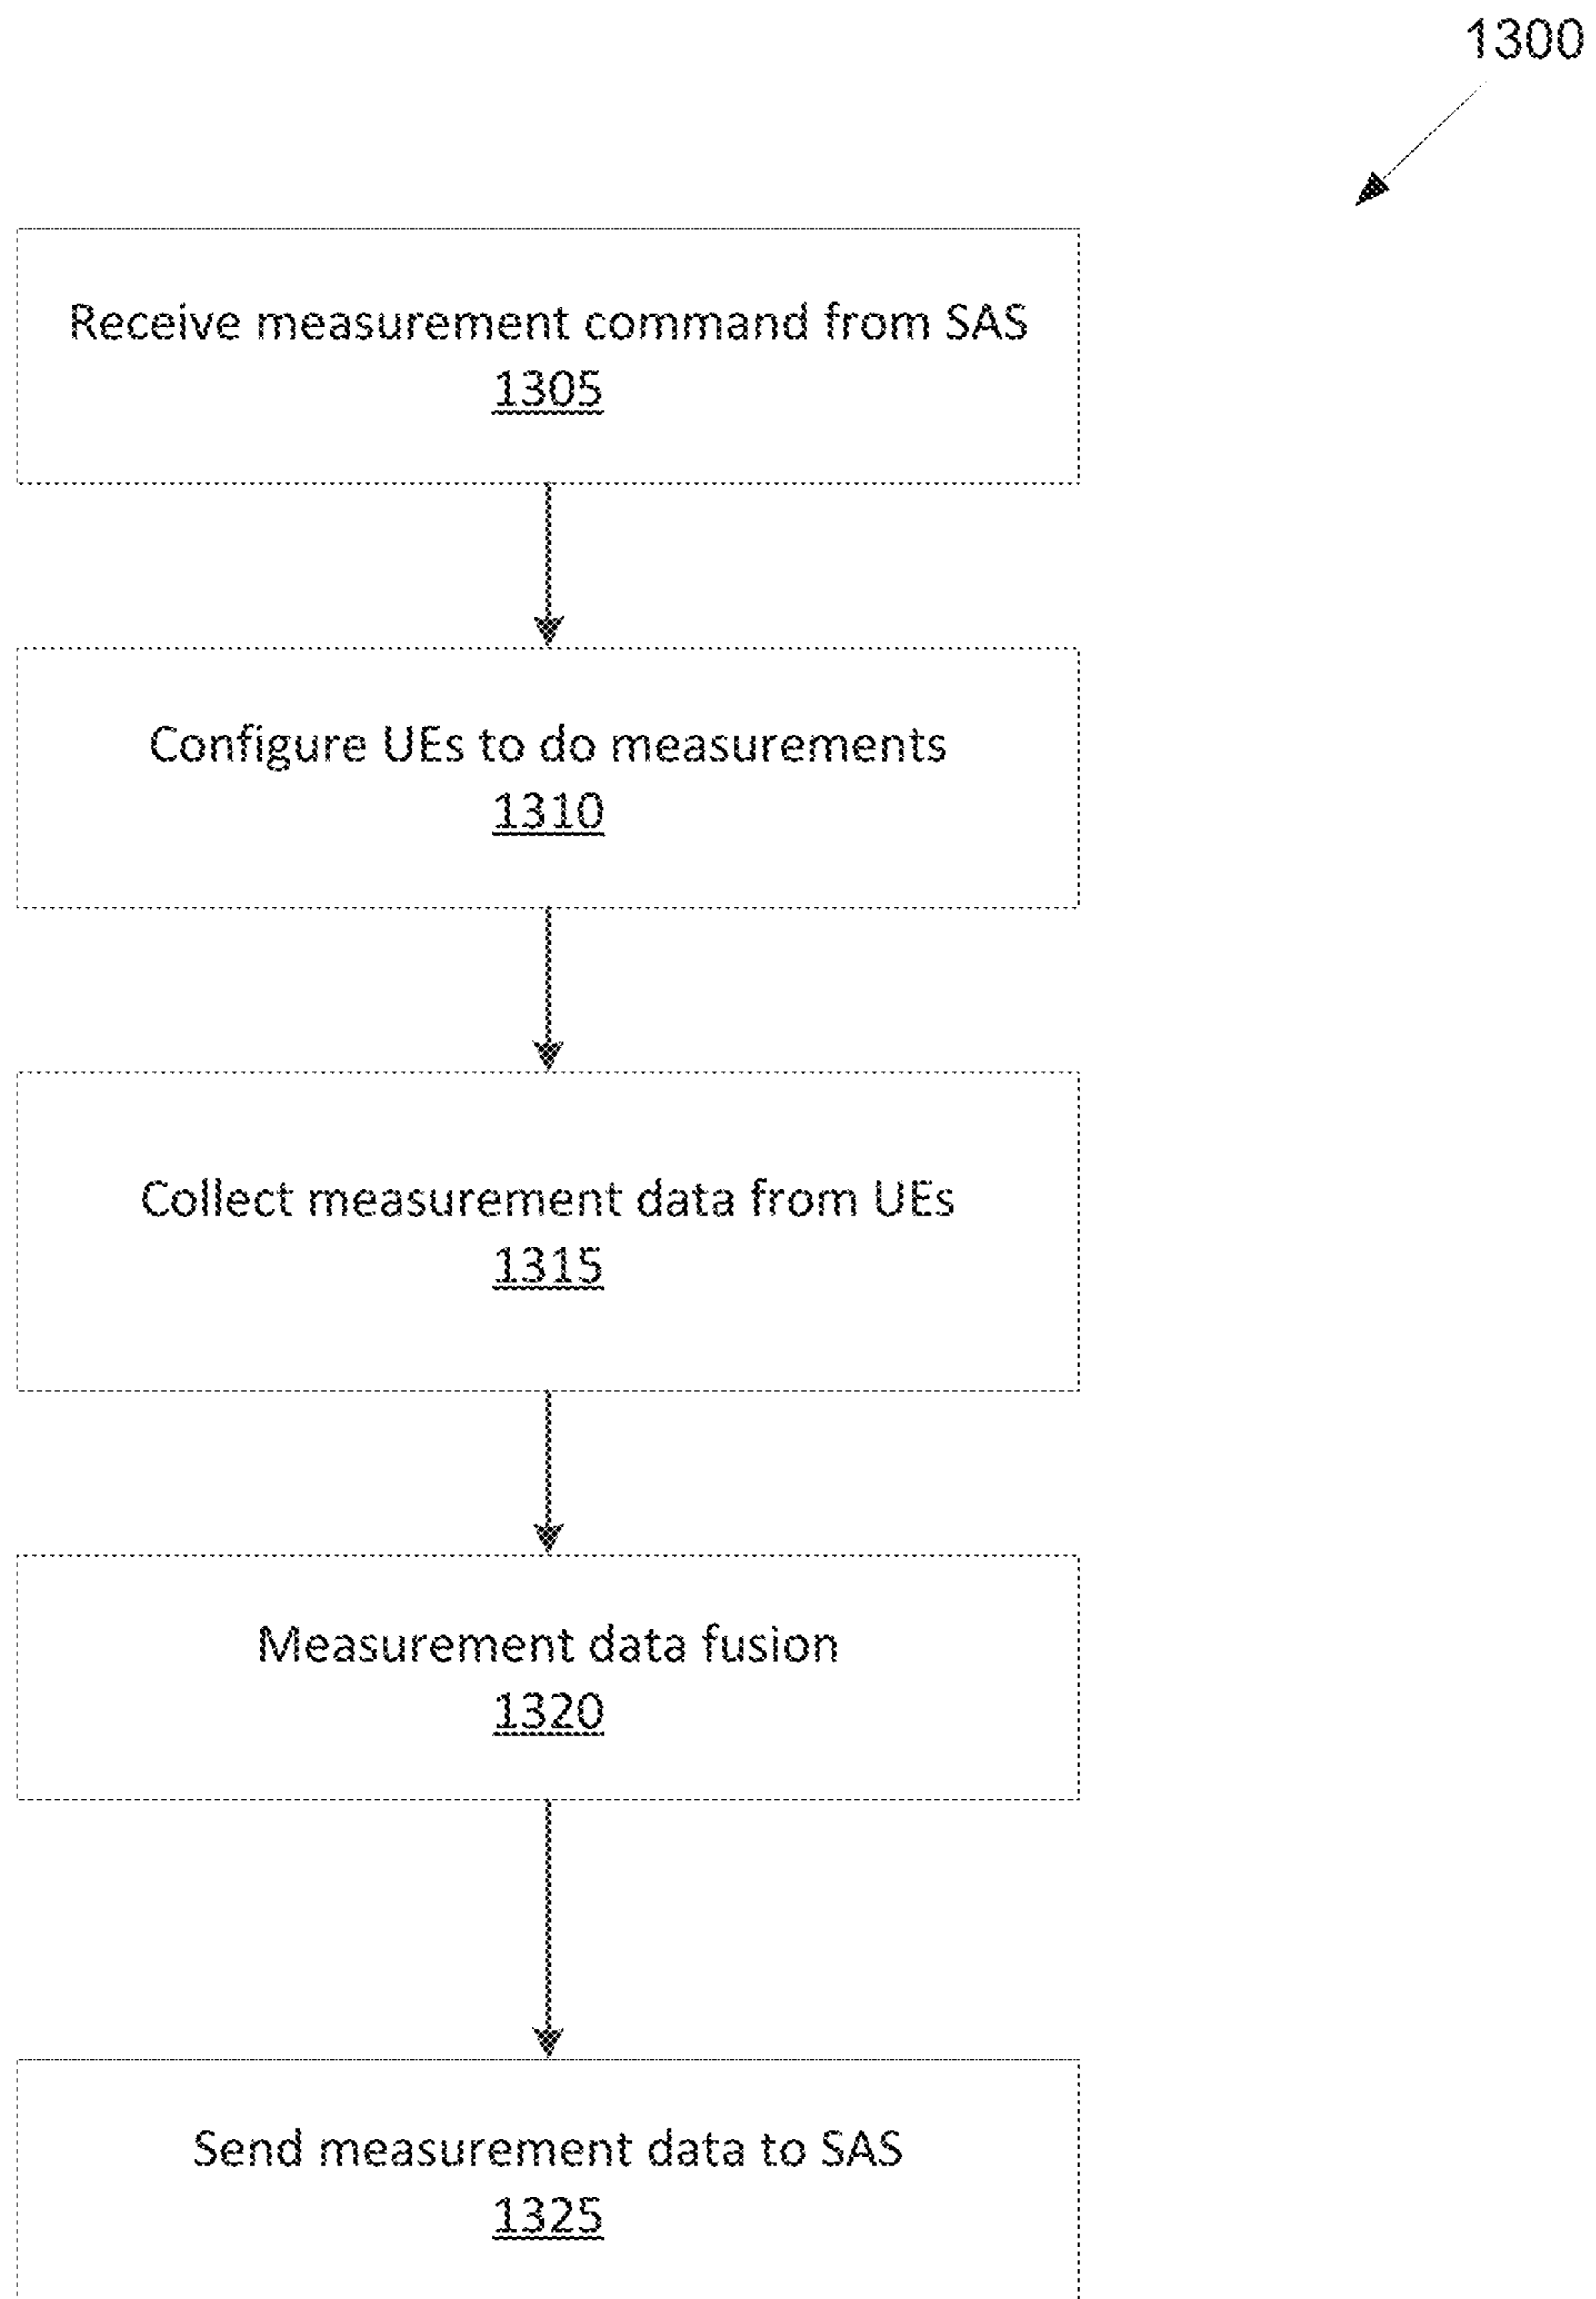 1300
Receive measurement command from SAS
1305
Configure UEs to do measurements
1310
Collect measurement data from UEs
1315
Measurement data fusion
1320
Send measurement data to SAS
1325